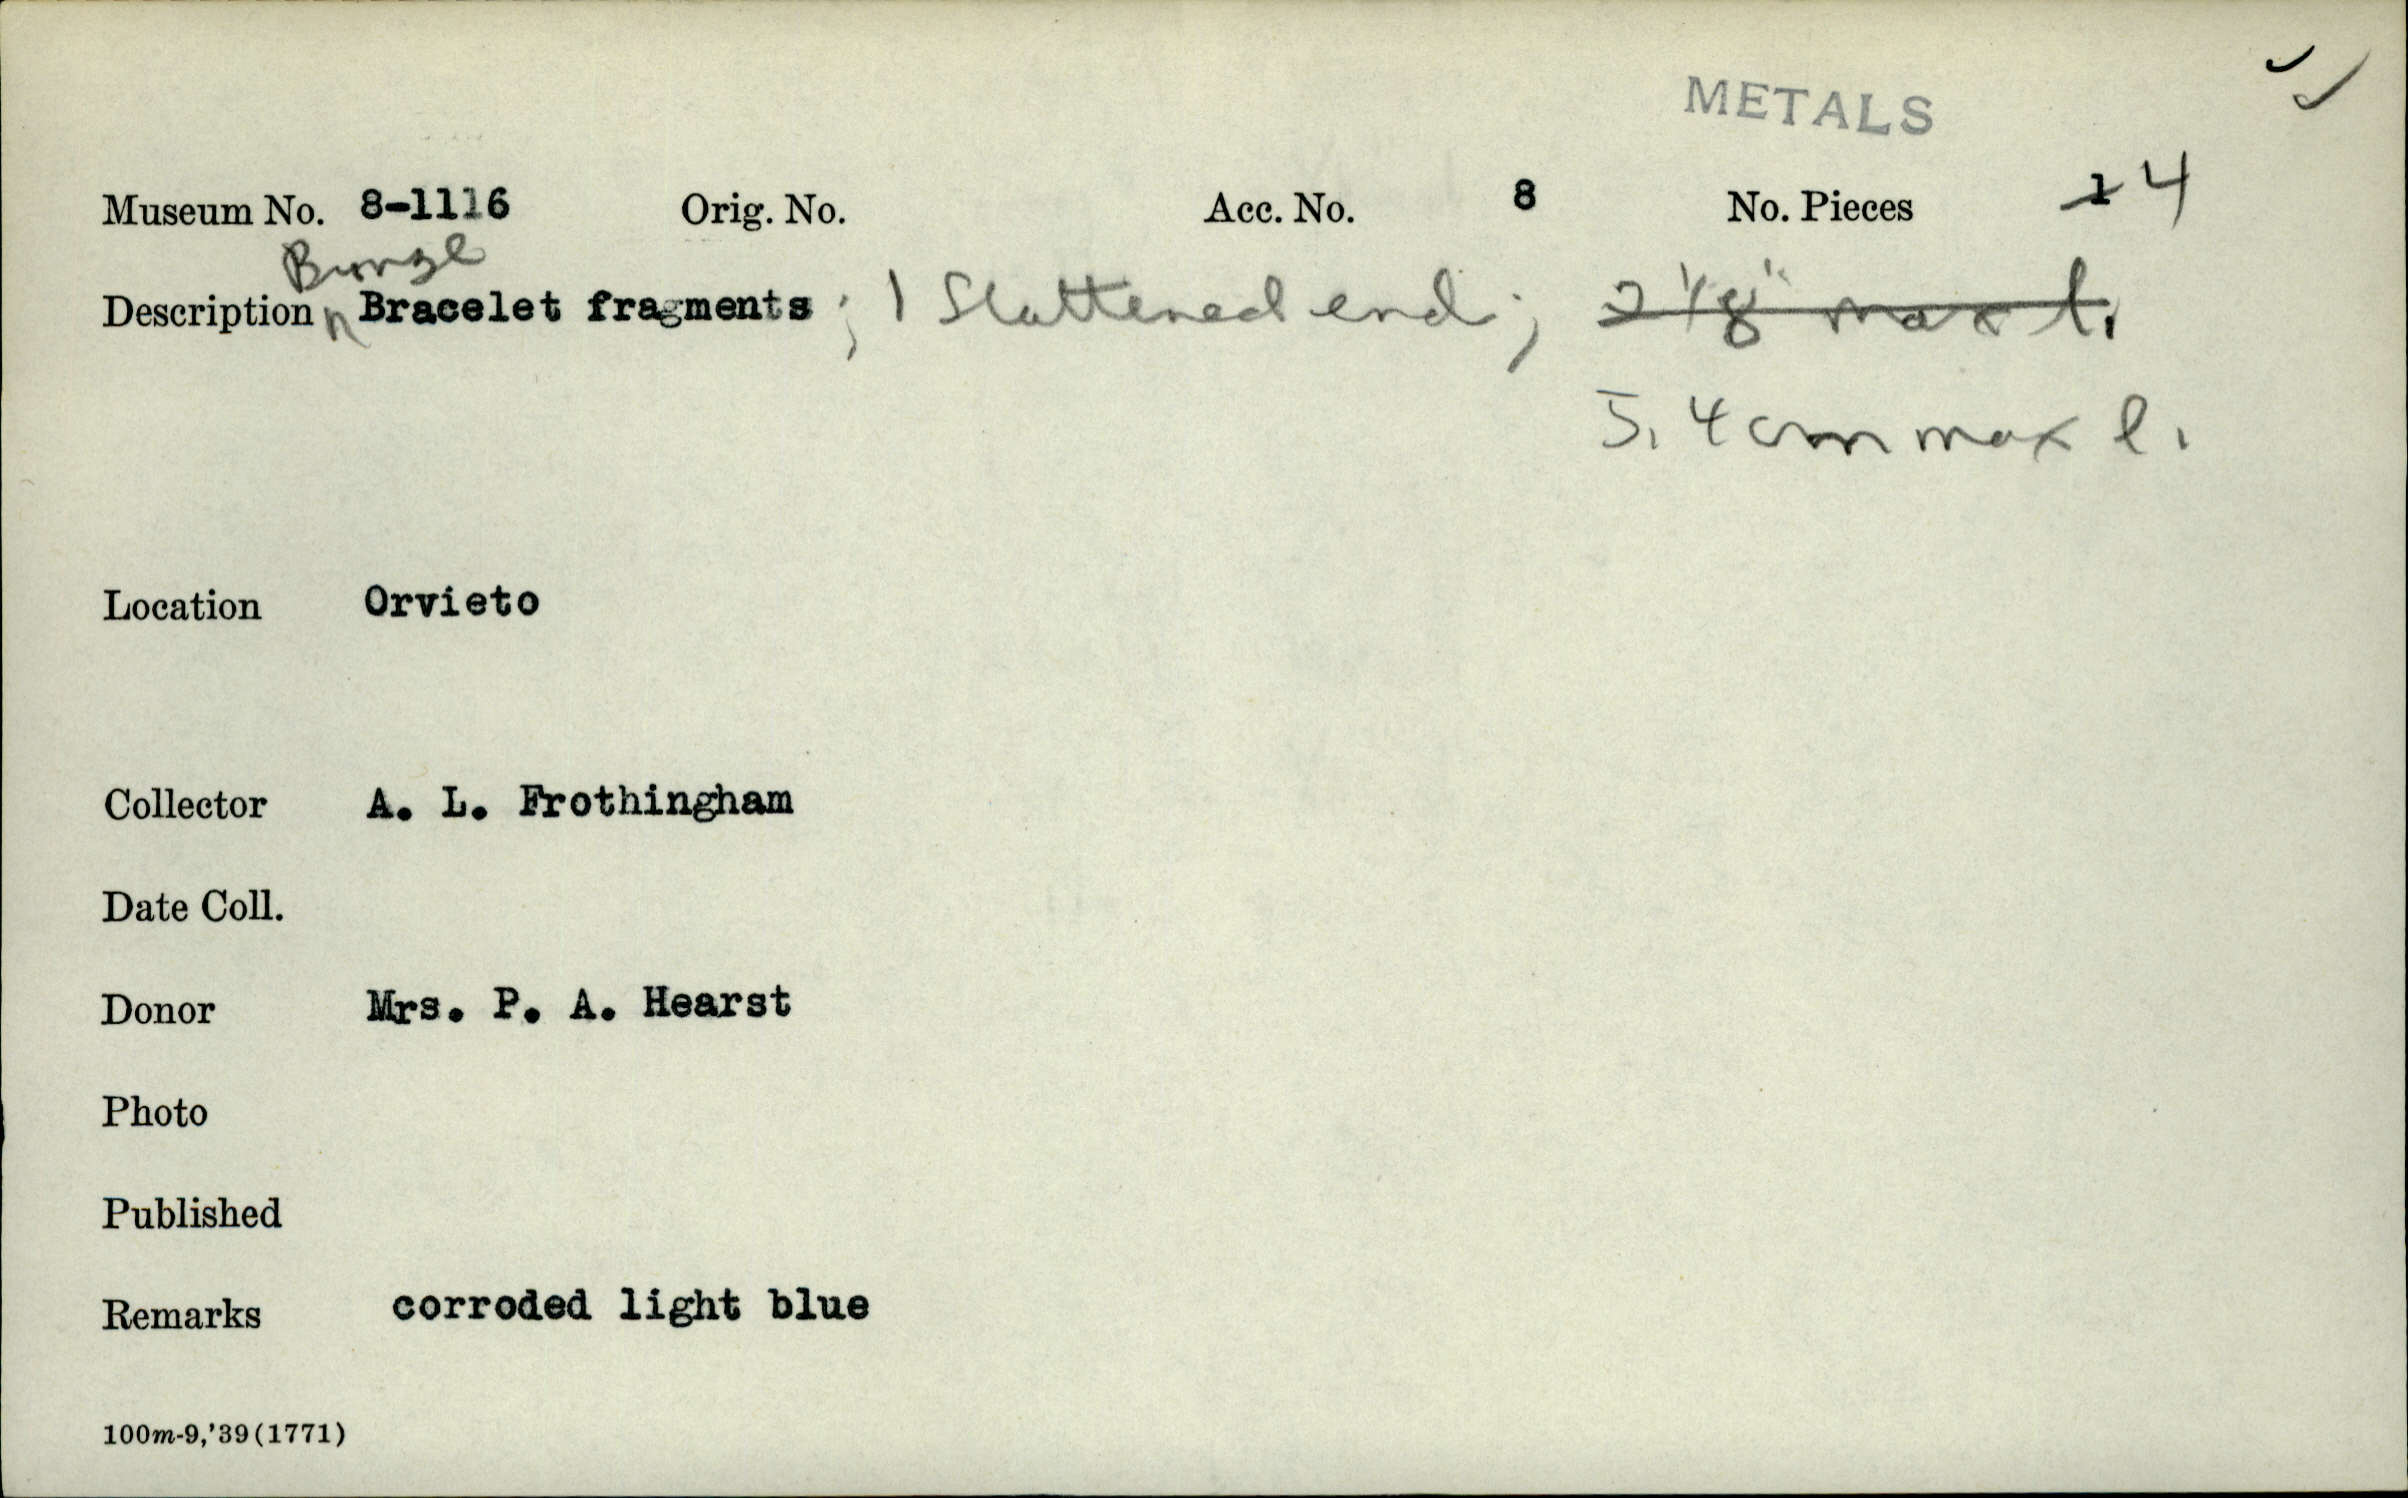 METALS
Museum No. 8-1116 Orig. No. Acc. No. 8 No. Pieces 1 4
Bronze
Description Bracelet fragments ; 1 flattened end ; 2 1/8" max l.
5.4 cm max l.
Location Orvieto
Collector A. L. Frothingham
Date Coll.
Donor Mrs. P. A. Hearst
Photo
Published
Remarks corroded light blue
100m-9,'39(1771)